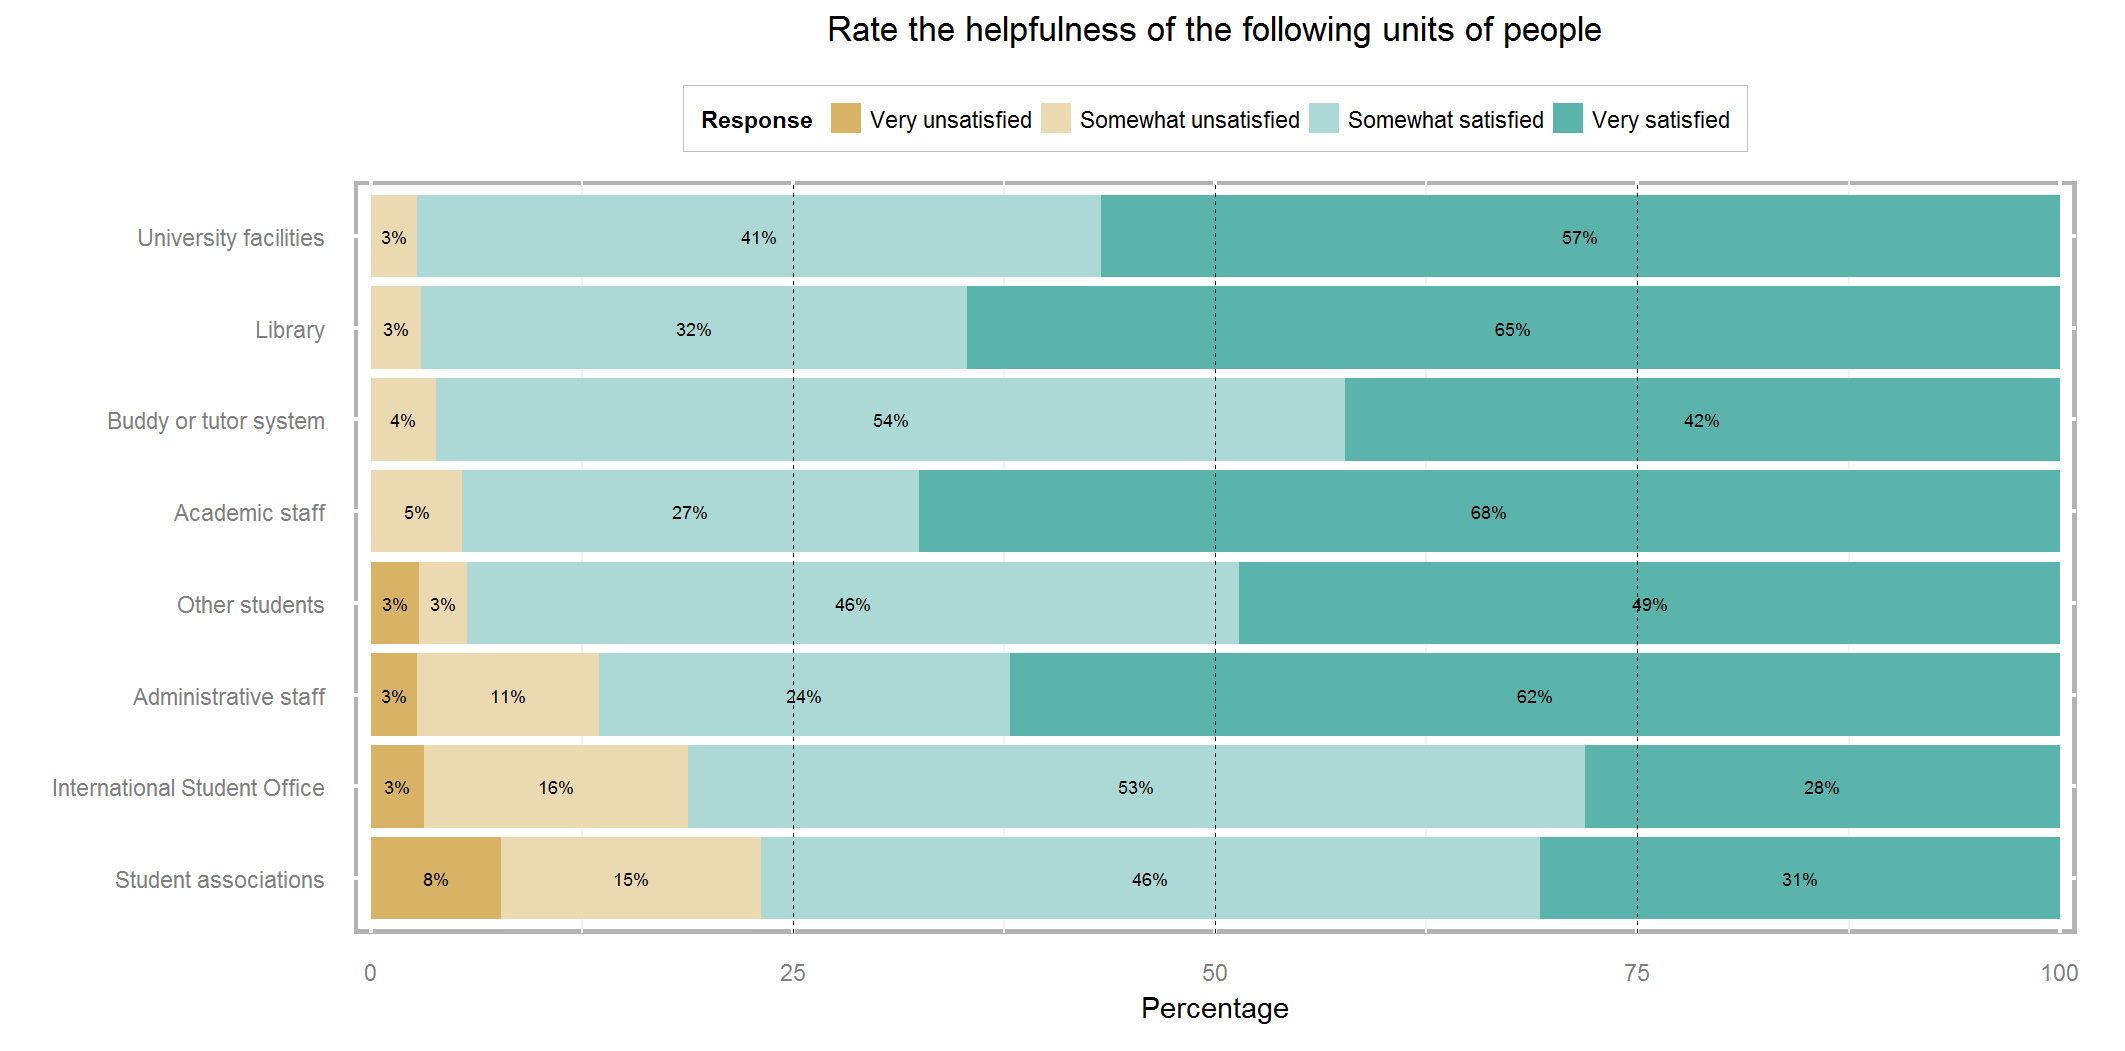 Rate the helpfulness of the following units of people
Response Very unsatisfied Somewhat unsatisfied Somewhat satisfied Very satisfied
University facilities 3% 41% 57%
Library 3% 32% 65%
Buddy or tutor system 4% 54% 42%
Academic staff 5% 27% 68%
Other students 3% 3% 46% 49%
Administrative staff 3% 11% 24% 62%
International Student Office 3% 16% 53% 28%
Student associations 8% 15% 46% 31%
0 25 50 75 100
Percentage